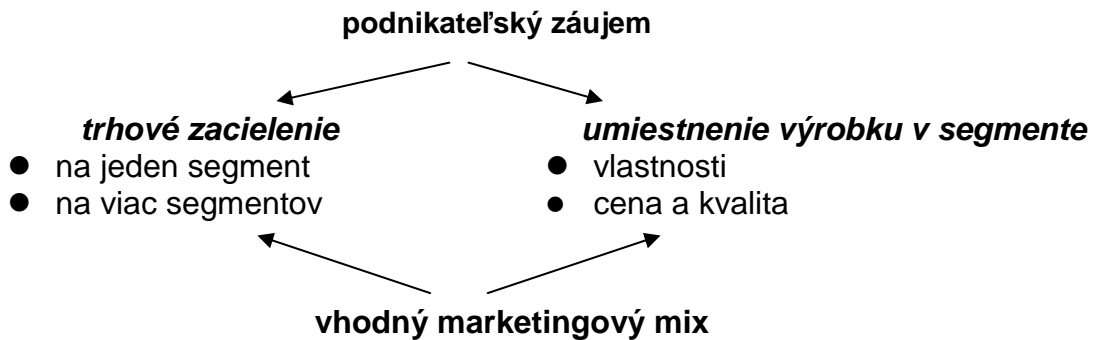 podnikateľský záujem
trhové zacielenie
● na jeden segment
● na viac segmentov
umiestnenie výrobku v segmente
● vlastnosti
● cena a kvalita
vhodný marketingový mix